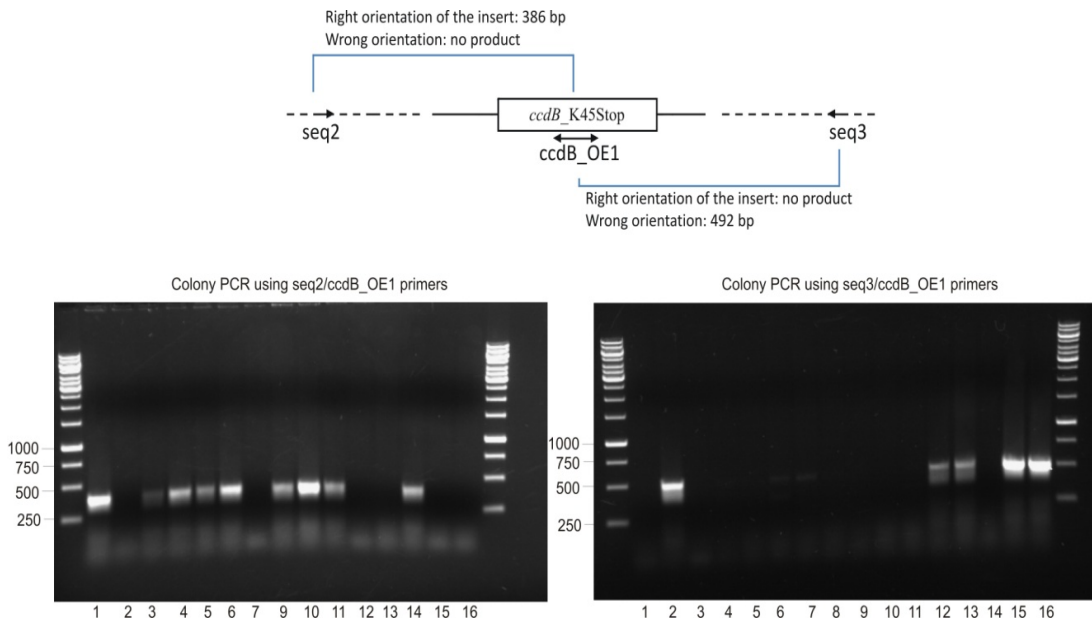 Right orientation of the insert: 386 bp
Wrong orientation: no product
ccdB_K45Stop
seq2
seq3
ccdB_OE1
Right orientation of the insert: no product
Wrong orientation: 492 bp
Colony PCR using seq2/ccdB_OE1 primers
Colony PCR using seq3/ccdB_OE1 primers
1000
750
500
250
1000
750
500
250
1 2 3 4 5 6 7 9 10 11 12 13 14 15 16
1 2 3 4 5 6 7 8 9 10 11 12 13 14 15 16